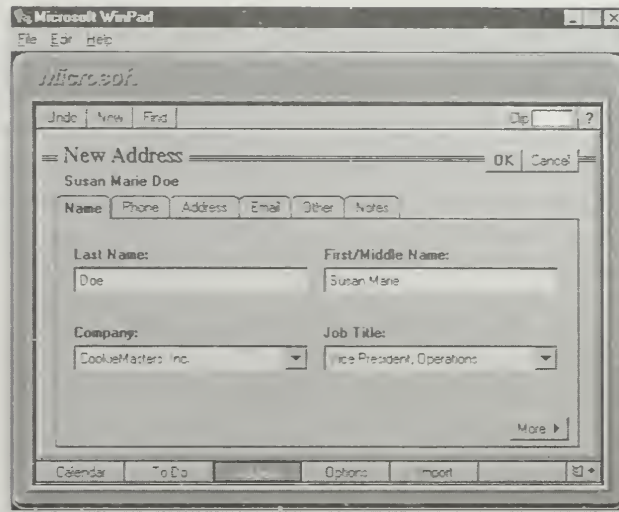 Microsoft WinPad
File Edit Help
Microsoft
Undo New Find Clip ?
New Address OK Cancel
Susan Marie Doe
Name Phone Address Email Other Notes
Last Name: First/Middle Name:
Doe Susan Marie
Company: Job Title:
CookieMasters, Inc. Vice President, Operations
More
Calendar To Do Options Import